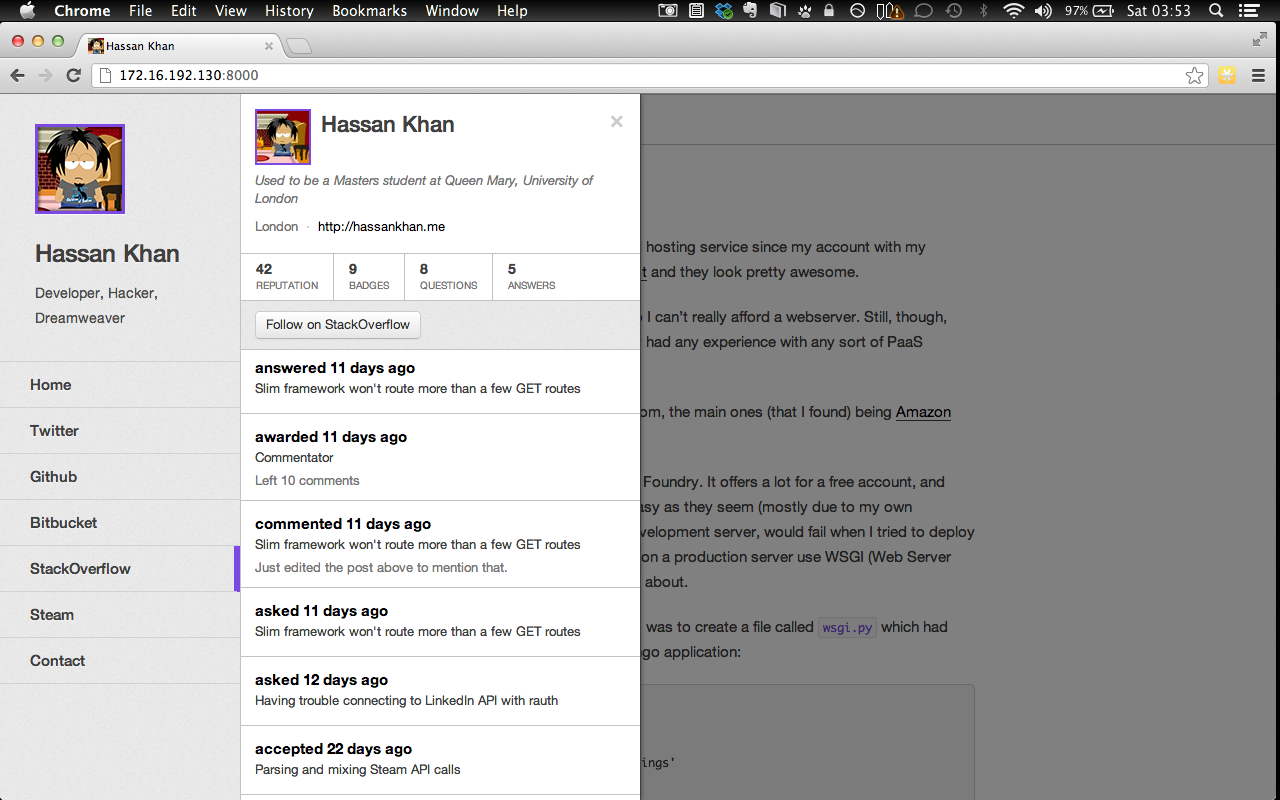 Chrome File Edit View History Bookmarks Window Help 97% Sat 03:53
Hassan Khan
172.16.192.130:8000
Hassan Khan
Developer, Hacker,
Dreamweaver
Home
Twitter
Github
Bitbucket
StackOverflow
Steam
Contact
Hassan Khan ×
Used to be a Masters student at Queen Mary, University of
London
London · http://hassankhan.me
42 9 8 5
REPUTATION BADGES QUESTIONS ANSWERS
Follow on StackOverflow
answered 11 days ago
Slim framework won't route more than a few GET routes
awarded 11 days ago
Commentator
Left 10 comments
commented 11 days ago
Slim framework won't route more than a few GET routes
Just edited the post above to mention that.
asked 11 days ago
Slim framework won't route more than a few GET routes
asked 12 days ago
Having trouble connecting to LinkedIn API with rauth
accepted 22 days ago
Parsing and mixing Steam API calls
hosting service since my account with my
and they look pretty awesome.
I can't really afford a webserver. Still, though,
had any experience with any sort of PaaS
om, the main ones (that I found) being Amazon
Foundry. It offers a lot for a free account, and
asy as they seem (mostly due to my own
velopment server, would fail when I tried to deploy
on a production server use WSGI (Web Server
about.
was to create a file called wsgi.py which had
go application:
ings'